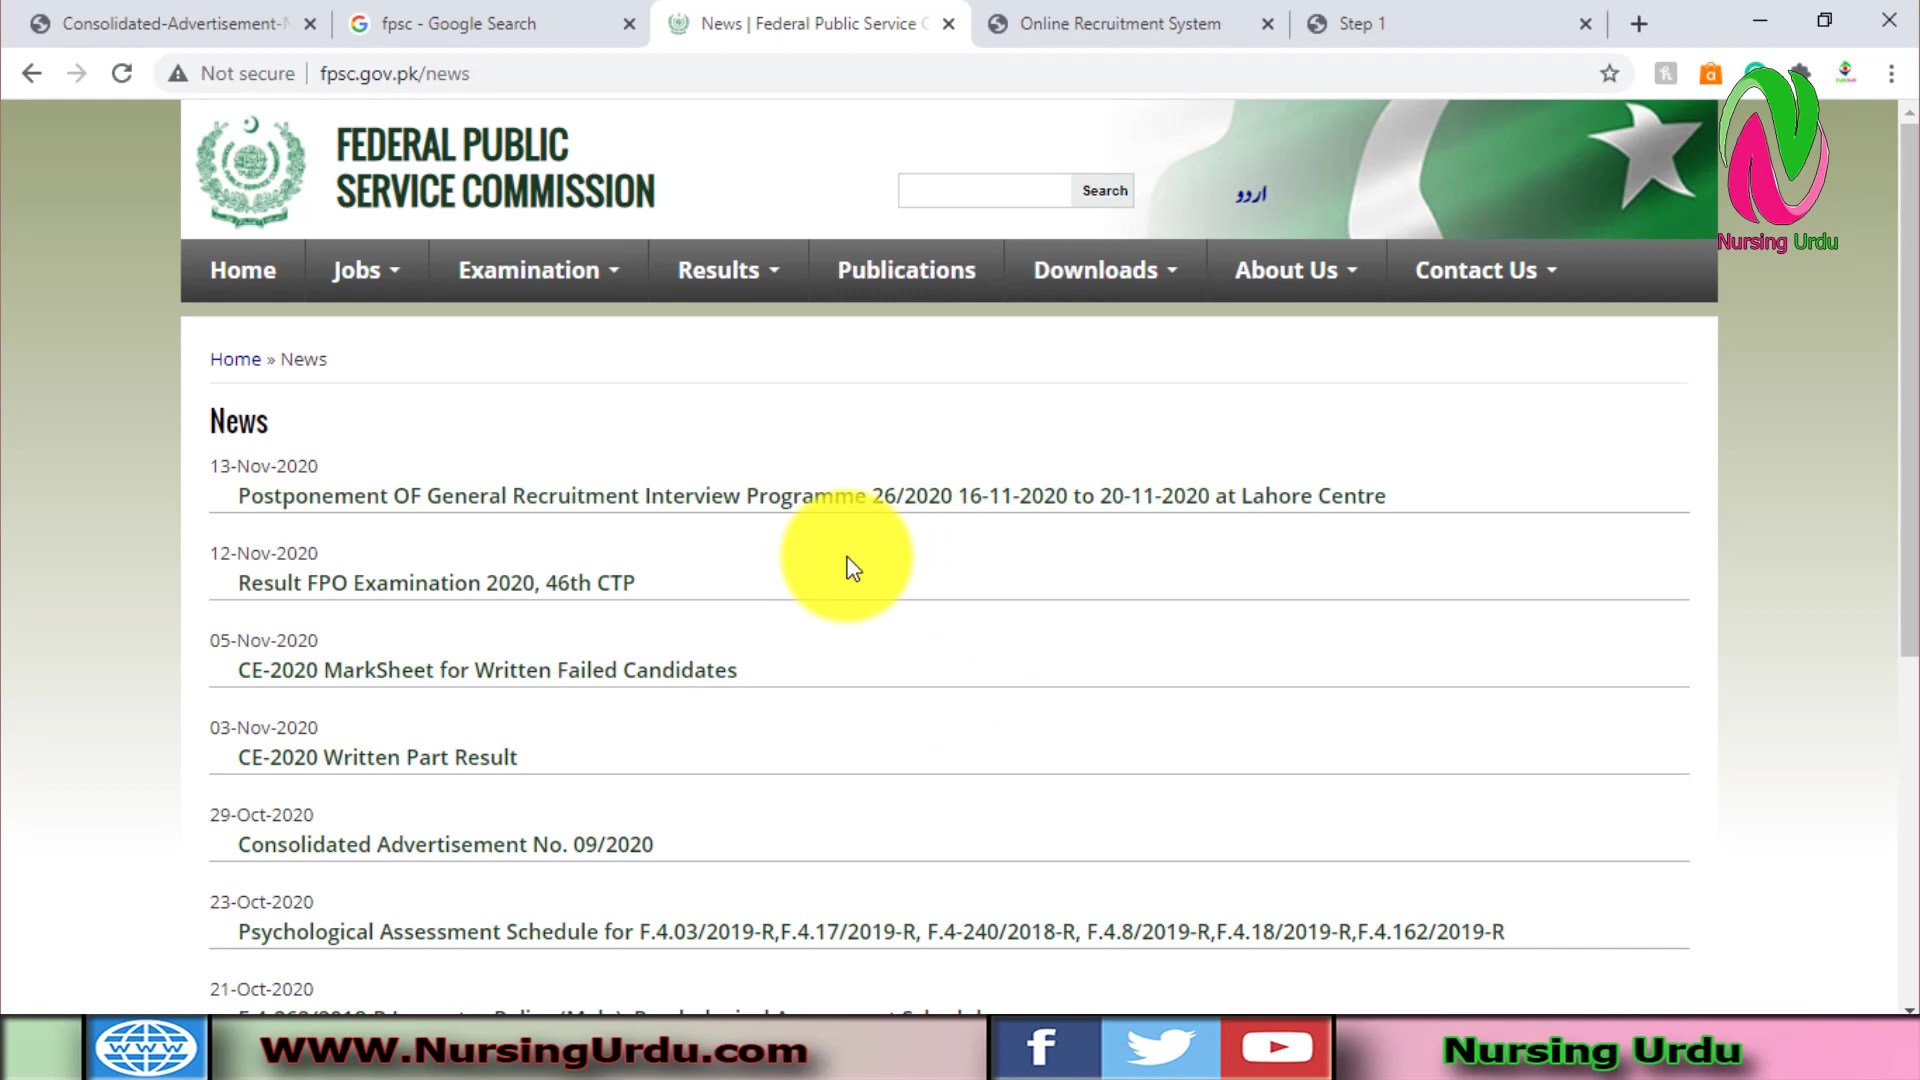 Consolidated-Advertisement-N
fpsc - Google Search
News | Federal Public Service C
Online Recruitment System
Step 1
Not secure
fpsc.gov.pk/news
FEDERAL PUBLIC
SERVICE COMMISSION
Search
اردو
Nursing Urdu
Home
Jobs
Examination
Results
Publications
Downloads
About Us
Contact Us
Home » News
News
13-Nov-2020
Postponement OF General Recruitment Interview Programme 26/2020 16-11-2020 to 20-11-2020 at Lahore Centre
12-Nov-2020
Result FPO Examination 2020, 46th CTP
05-Nov-2020
CE-2020 MarkSheet for Written Failed Candidates
03-Nov-2020
CE-2020 Written Part Result
29-Oct-2020
Consolidated Advertisement No. 09/2020
23-Oct-2020
Psychological Assessment Schedule for F.4.03/2019-R,F.4.17/2019-R, F.4-240/2018-R, F.4.8/2019-R,F.4.18/2019-R,F.4.162/2019-R
21-Oct-2020
WWW
WWW.NursingUrdu.com
Nursing Urdu